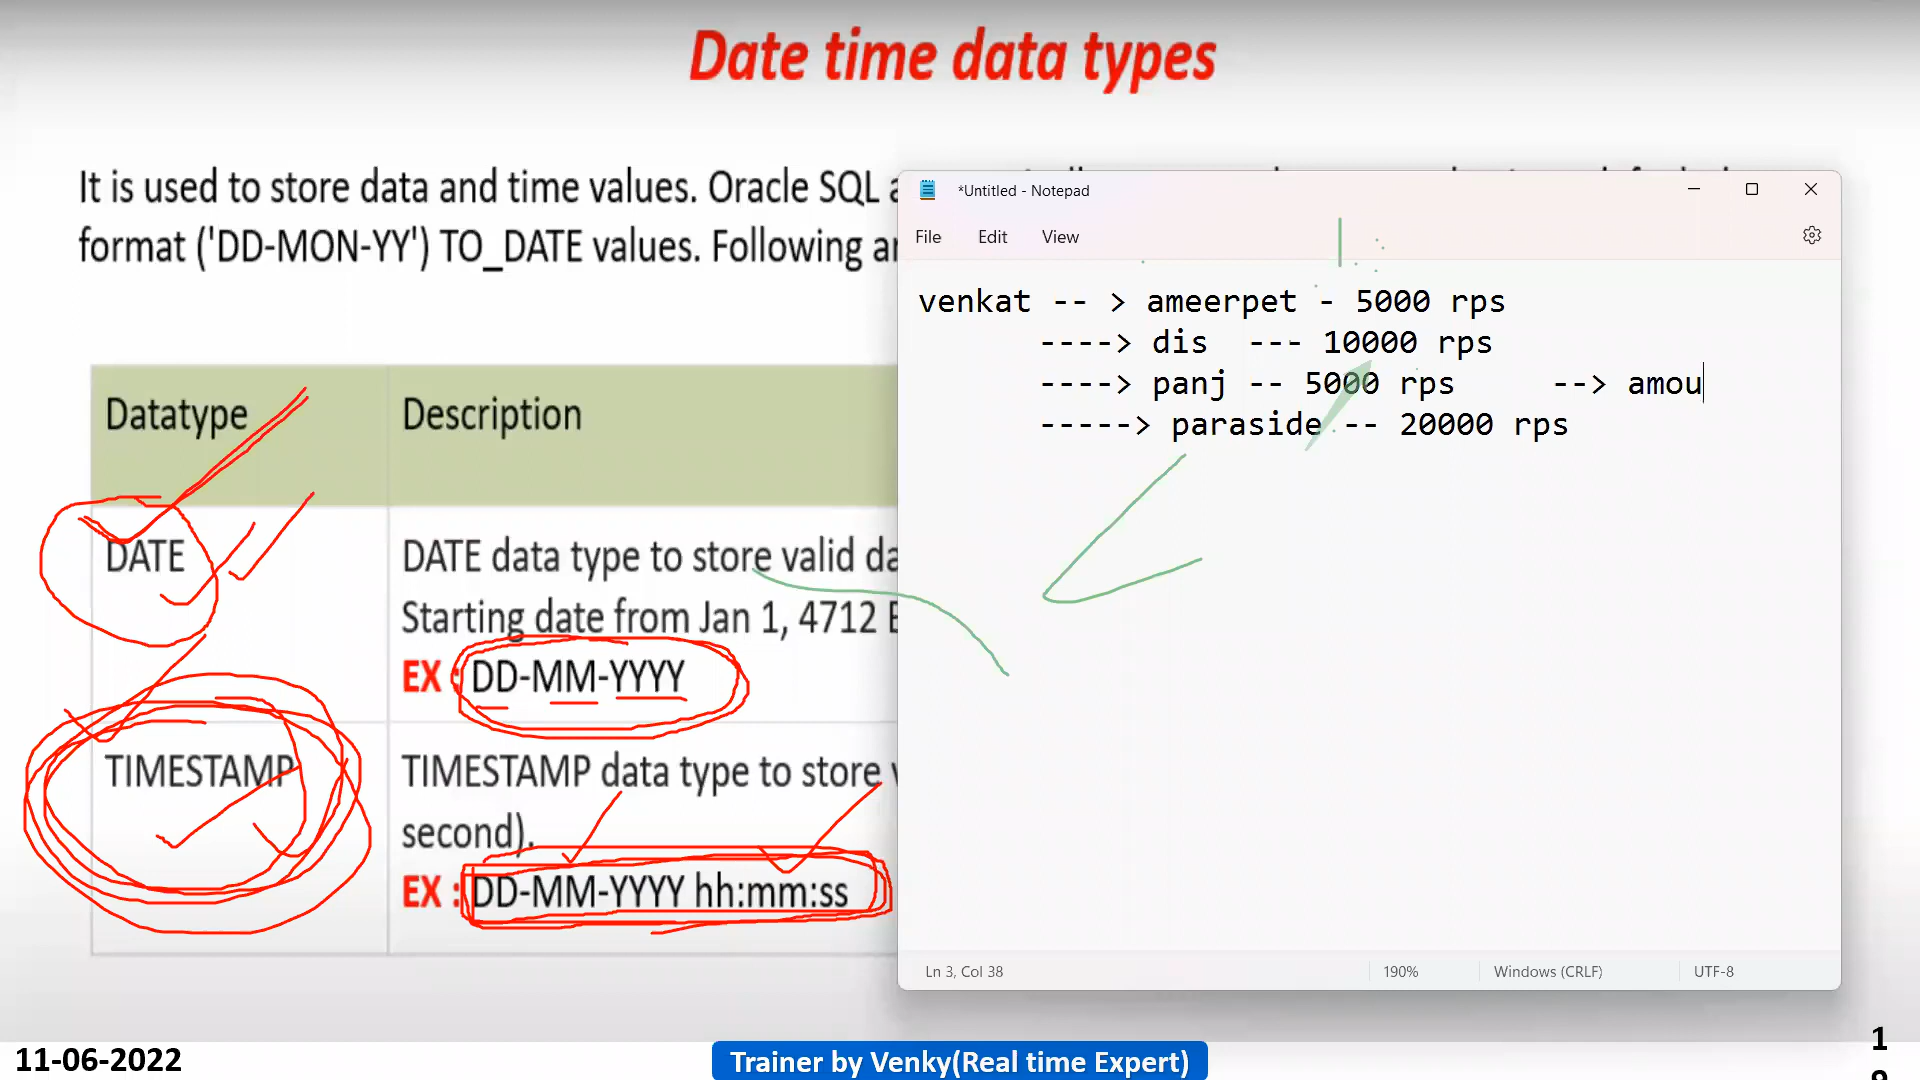 Date time data types
It is used to store data and time values. Oracle SQL
format ('DD-MON-YY') TO_DATE values. Following
*Untitled - Notepad
File Edit View
venkat -- > ameerpet - 5000 rps
----> dis --- 10000 rps
----> panj -- 5000 rps --> amou
-----> paraside -- 20000 rps
Datatype Description
DATE DATE data type to store valid
Starting date from Jan 1, 4712
EX : DD-MM-YYYY
TIMESTAMP TIMESTAMP data type to store
second).
EX : DD-MM-YYYY hh:mm:ss
Ln 3, Col 38 190% Windows (CRLF) UTF-8
11-06-2022 Trainer by Venky(Real time Expert) 1